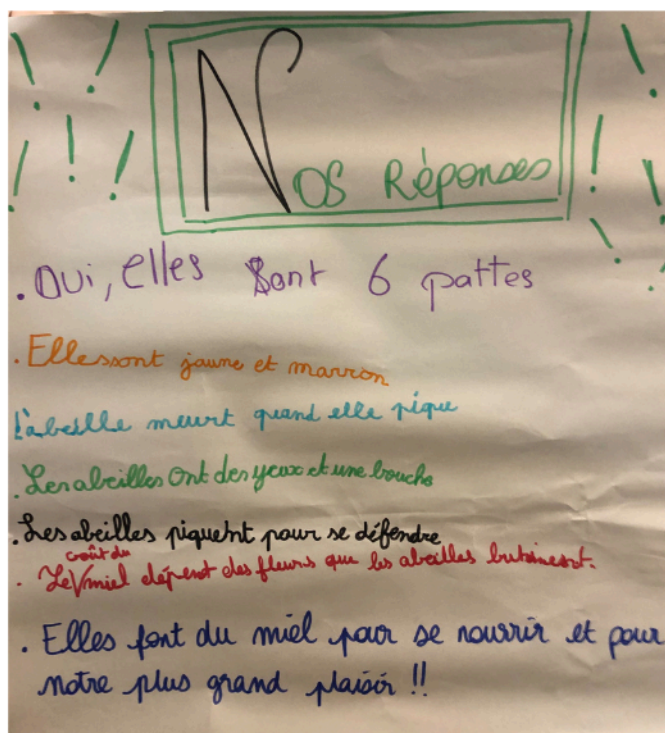 NOS Réponses
. Oui, elles sont 6 pattes
. Elles sont jaune et marron
L'abeille meurt quand elle pique
. Les abeilles ont des yeux et une bouche
. Les abeilles piquent pour se défendre
goût du
. Le V miel dépent des fleurs que les abeilles butinent.
. Elles font du miel pour se nourrir et pour
notre plus grand plaisir !!